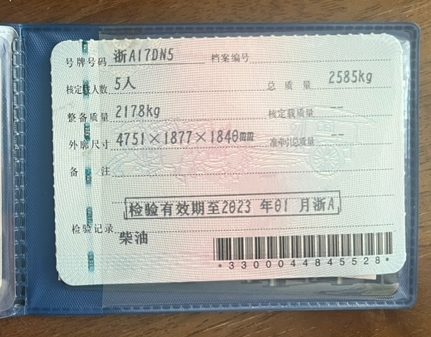 号牌号码 浙A17DN5 档案编号
核定载人数 5人 总质量 2585kg
整备质量 2178kg 核定载质量 --
外廓尺寸 4751×1877×1840 准牵引总质量 --
备注
检验有效期至2023年01月浙A
检验记录
柴油
*3300044845528*